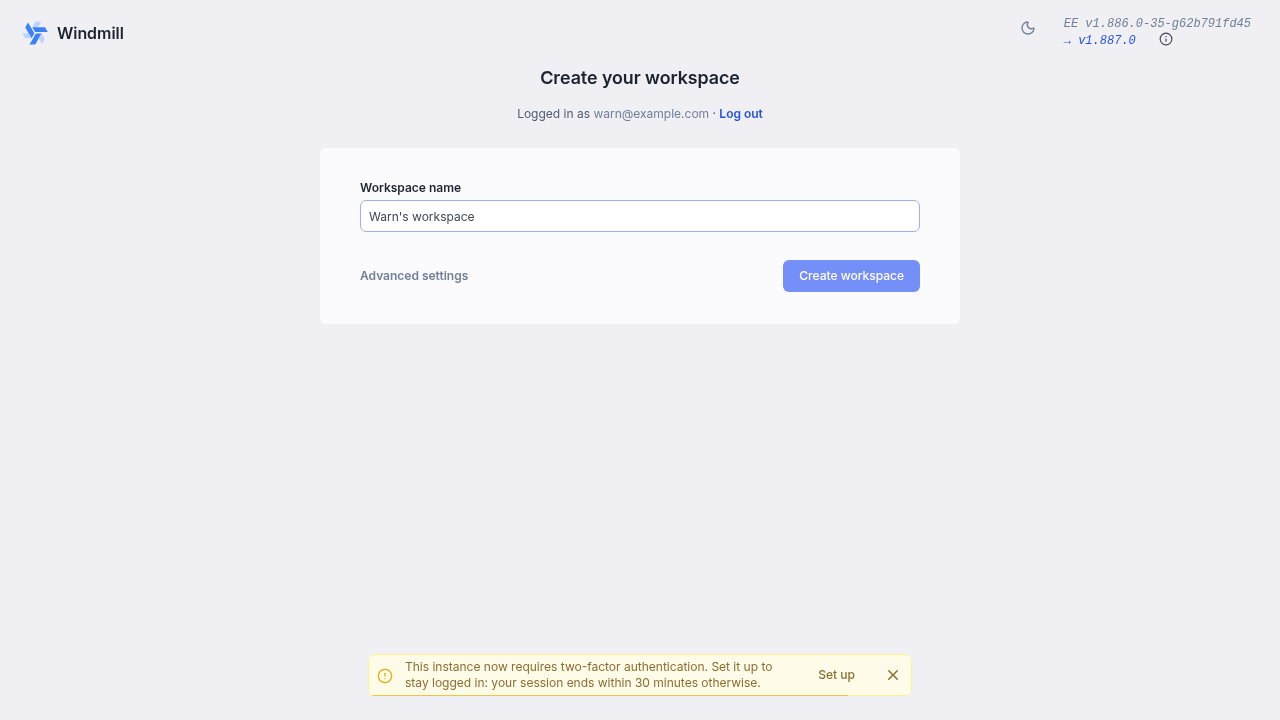 Windmill
EE v1.886.0-35-g62b791fd45
→ v1.887.0
Create your workspace
Logged in as warn@example.com · Log out
Workspace name
Warn's workspace
Advanced settings
Create workspace
This instance now requires two-factor authentication. Set it up to
stay logged in: your session ends within 30 minutes otherwise.
Set up